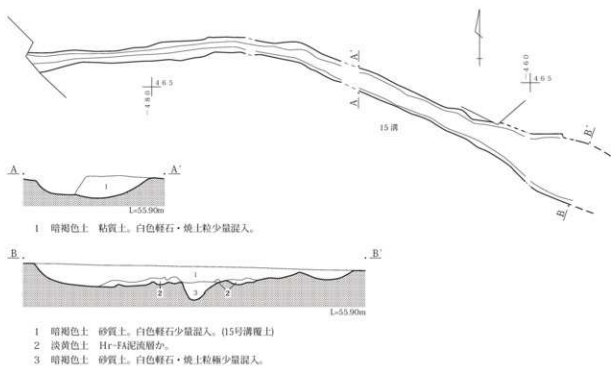 465
-480
A'
A
15溝
-460
465
B'
B
A A'
1
L=55.90m
1 暗褐色土 粘質土。白色軽石・焼土粒少量混入。
B B'
1
2 3 2
L=55.90m
1 暗褐色土 砂質土。白色軽石少量混入。(15号溝覆土)
2 淡黄色土 Hr-FA泥流層か。
3 暗褐色土 砂質土。白色軽石・焼土粒極少量混入。